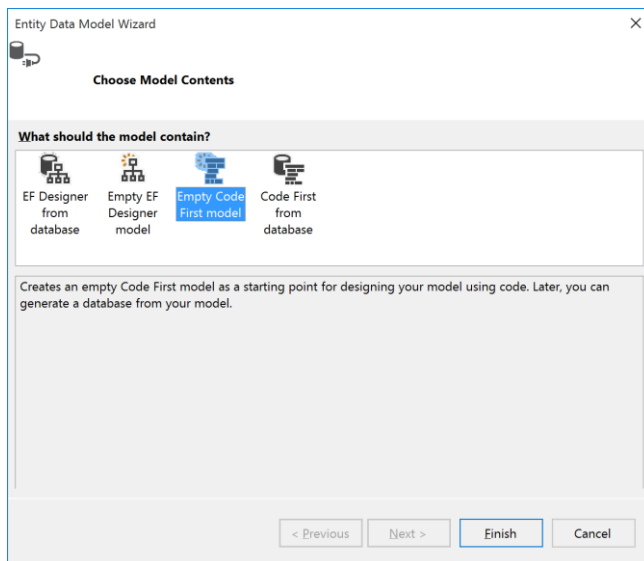 Entity Data Model Wizard
Choose Model Contents
What should the model contain?
EF Designer
from
database
Empty EF
Designer
model
Empty Code
First model
Code First
from
database
Creates an empty Code First model as a starting point for designing your model using code. Later, you can
generate a database from your model.
< Previous
Next >
Finish
Cancel